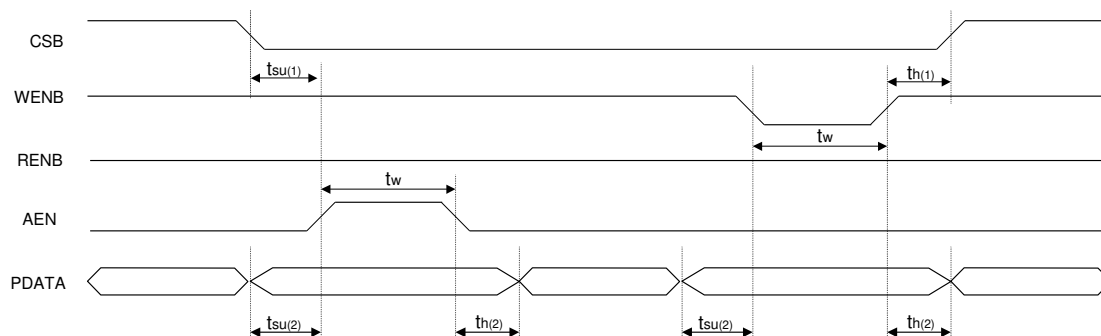 CSB
tsu(1)
th(1)
WENB
tw
RENB
tw
AEN
PDATA
tsu(2)
th(2)
tsu(2)
th(2)